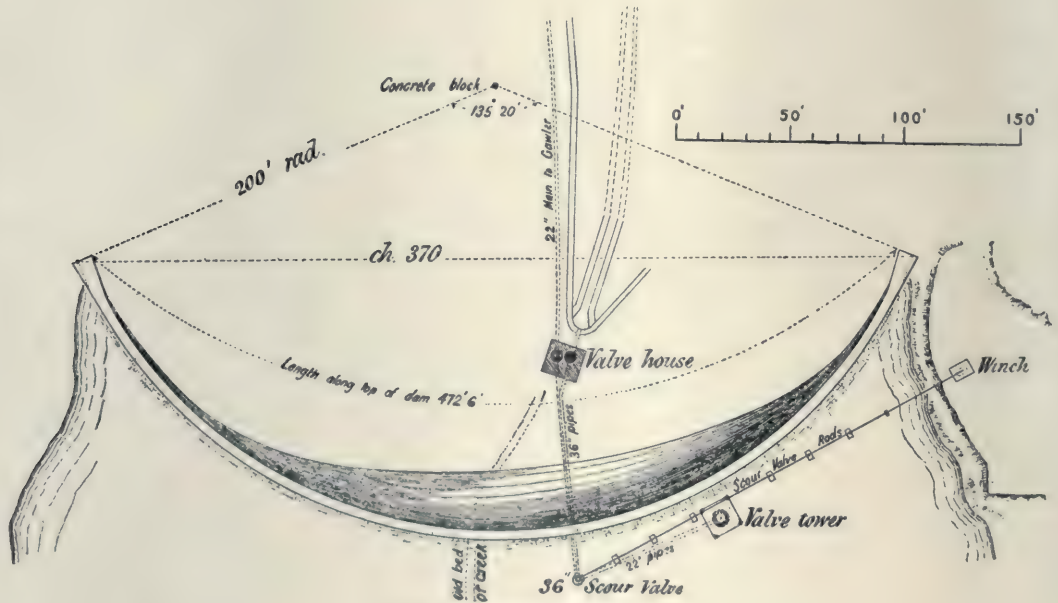 Concrete block
135° 20'
0' 50' 100' 150'
200' rad.
22" Main to Gawler
ch. 370
Valve house
Winch
Length along top of dam 472'6"
36" pipes
Scour Valve Rods
Valve tower
22" pipes
Old bed
of Creek
36" Scour Valve